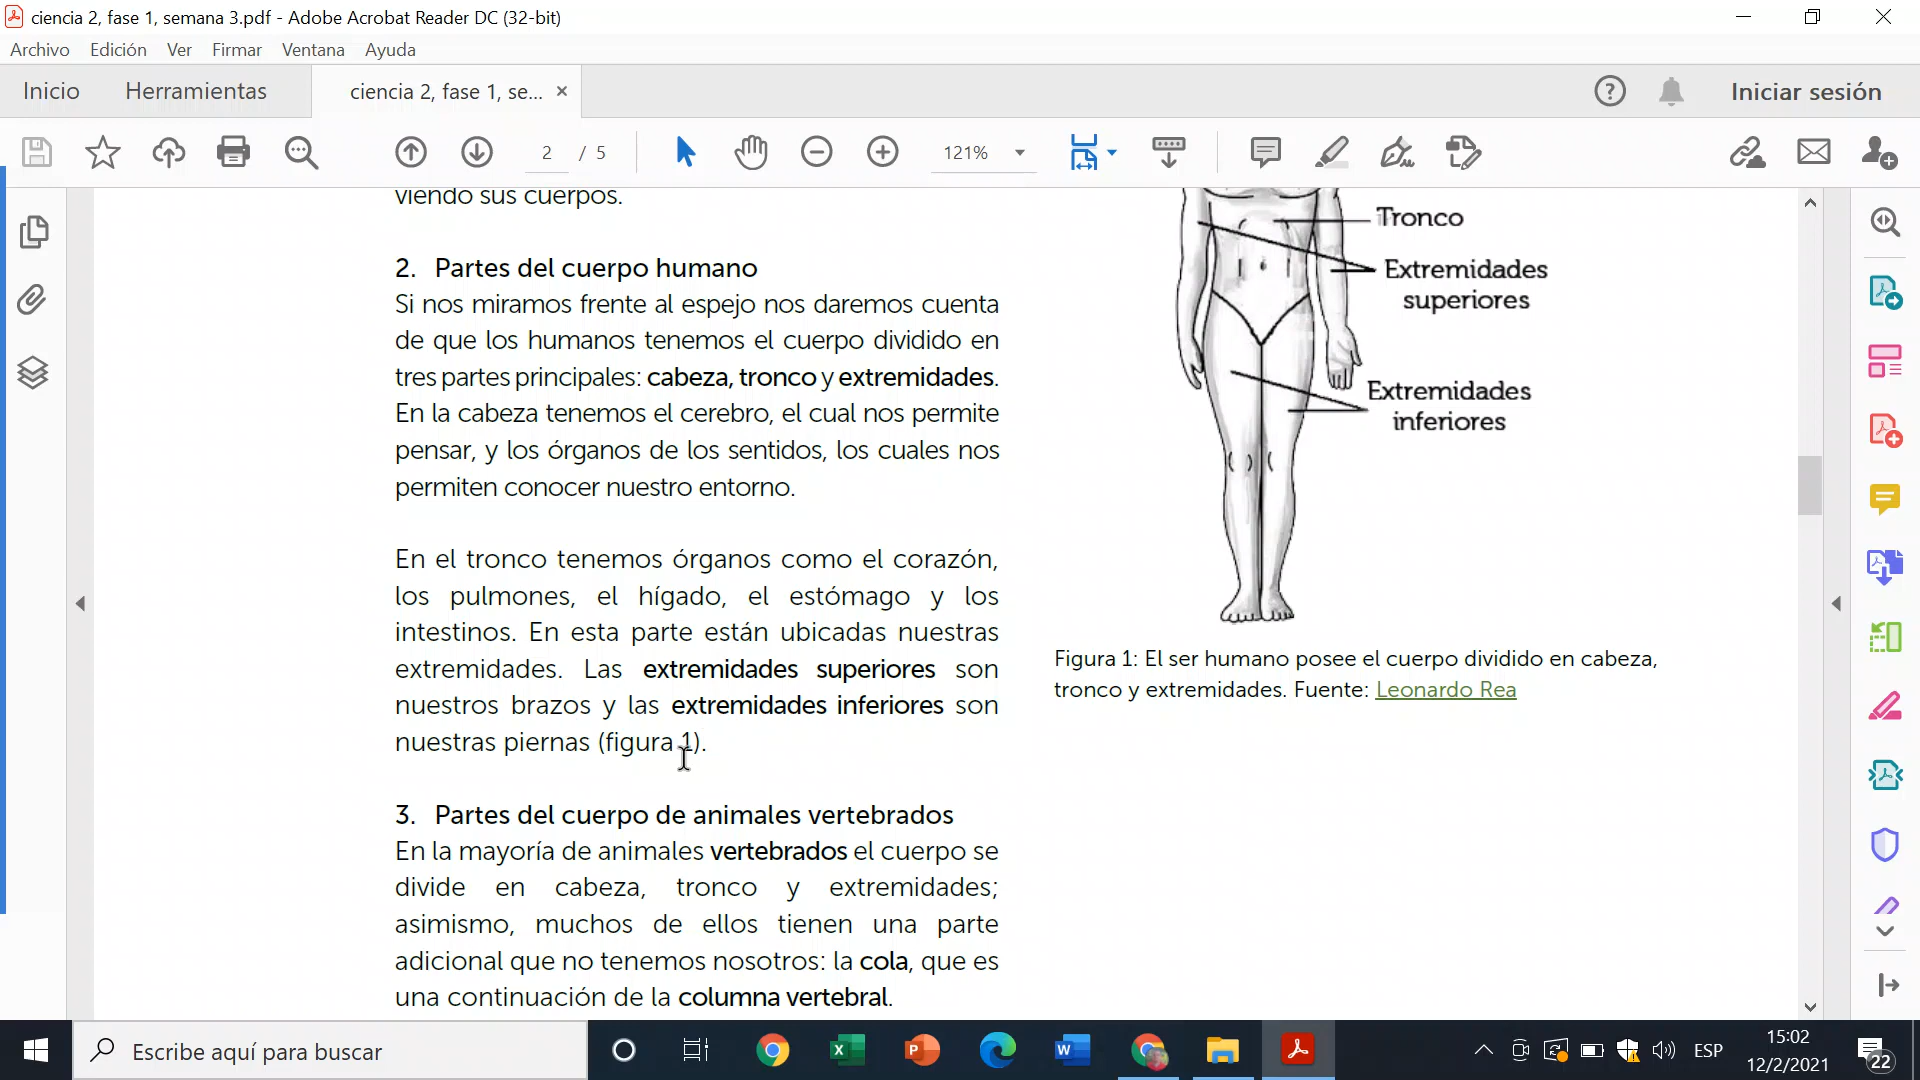 ciencia 2, fase 1, semana 3.pdf - Adobe Acrobat Reader DC (32-bit)
Archivo Edición Ver Firmar Ventana Ayuda
Inicio Herramientas ciencia 2, fase 1, se... × Iniciar sesión
2 / 5 121%
viendo sus cuerpos.
2. Partes del cuerpo humano
Si nos miramos frente al espejo nos daremos cuenta
de que los humanos tenemos el cuerpo dividido en
tres partes principales: cabeza, tronco y extremidades.
En la cabeza tenemos el cerebro, el cual nos permite
pensar, y los órganos de los sentidos, los cuales nos
permiten conocer nuestro entorno.
En el tronco tenemos órganos como el corazón,
los pulmones, el hígado, el estómago y los
intestinos. En esta parte están ubicadas nuestras
extremidades. Las extremidades superiores son
nuestros brazos y las extremidades inferiores son
nuestras piernas (figura 1).
3. Partes del cuerpo de animales vertebrados
En la mayoría de animales vertebrados el cuerpo se
divide en cabeza, tronco y extremidades;
asimismo, muchos de ellos tienen una parte
adicional que no tenemos nosotros: la cola, que es
una continuación de la columna vertebral.
Tronco
Extremidades
superiores
Extremidades
inferiores
Figura 1: El ser humano posee el cuerpo dividido en cabeza,
tronco y extremidades. Fuente: Leonardo Rea
Escribe aquí para buscar
ESP
15:02
12/2/2021
22